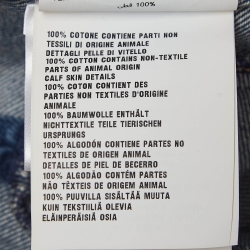 100% القطن
100% COTONE CONTIENE PARTI NON
TESSILI DI ORIGINE ANIMALE
DETTAGLI PELLE DI VITELLO
100% COTTON CONTAINS NON-TEXTILE
PARTS OF ANIMAL ORIGIN
CALF SKIN DETAILS
100% COTON CONTIENT DES
PARTIES NON TEXTILES D'ORIGINE
ANIMALE
100% BAUMWOLLE ENTHÄLT
NICHTTEXTILE TEILE TIERISCHEN
URSPRUNGS
100% ALGODÓN CONTIENE PARTES NO
TEXTILES DE ORIGEN ANIMAL
DETALLES DE PIEL DE BECERRO
100% ALGODÃO CONTÉM PARTES
NÃO TÊXTEIS DE ORIGEM ANIMAL
100% PUUVILLA SISÄLTÄÄ MUUTA
KUIN TEKSTIILIÄ OLEVIA
ELÄINPERÄISIÄ OSIA